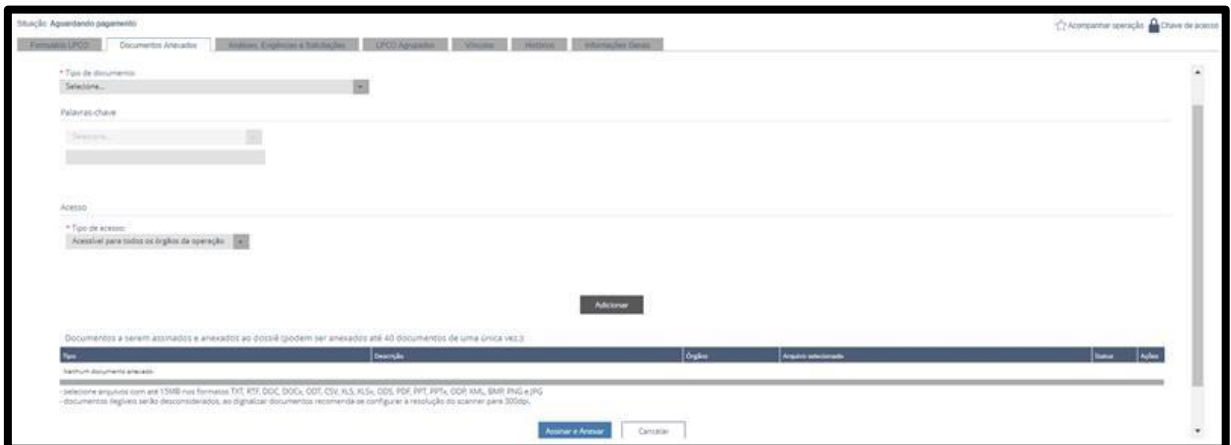 Situação: Aguardando pagamento
Acompanhar operação Chave de acesso
Formulário LPCO Documentos Anexados Análises, Exigências e Solicitações LPCO Agrupador Vínculos Histórico Informações Gerais
* Tipo de documento:
Selecione...
Palavras-chave
Selecione...
Acesso
* Tipo de acesso:
Acessível para todos os órgãos da operação
Adicionar
Documentos a serem assinados e anexados ao dossiê (podem ser anexados até 40 documentos de uma única vez.):
Tipo Descrição Órgãos Arquivo selecionado Status Ações
Nenhum documento anexado.
- selecione arquivos com até 15MB nos formatos TXT, RTF, DOC, DOCx, ODT, CSV, XLS, XLSx, ODS, PDF, PPT, PPTx, ODP, XML, BMP, PNG e JPG
- documentos ilegíveis serão desconsiderados, ao digitalizar documentos recomenda-se configurar a resolução do scanner para 300dpi.
Assinar e Anexar Cancelar